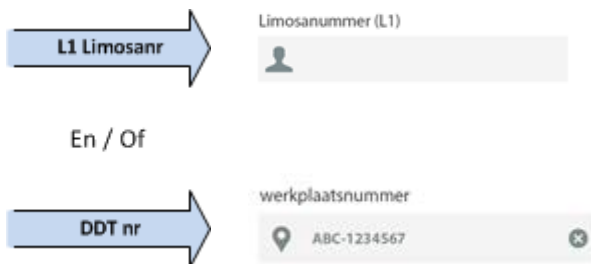 Limosanummer (L1)
L1 Limosanr
En / Of
werkplaatsnummer
DDT nr
ABC-1234567